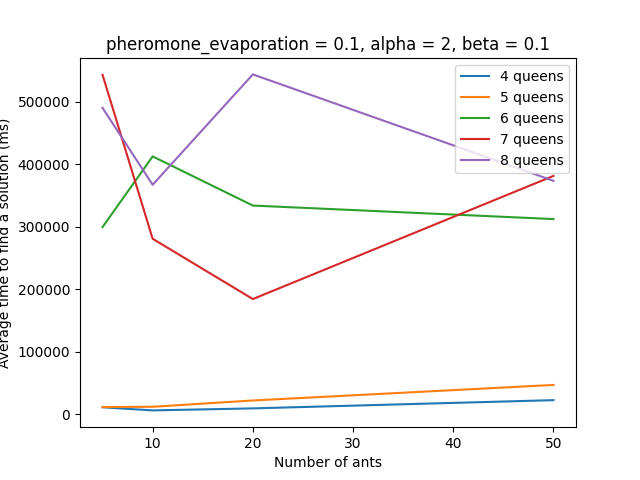 pheromone_evaporation = 0.1, alpha = 2, beta = 0.1
Average time to find a solution (ms)
500000
400000
300000
200000
100000
0
4 queens
5 queens
6 queens
7 queens
8 queens
10
20
30
40
50
Number of ants